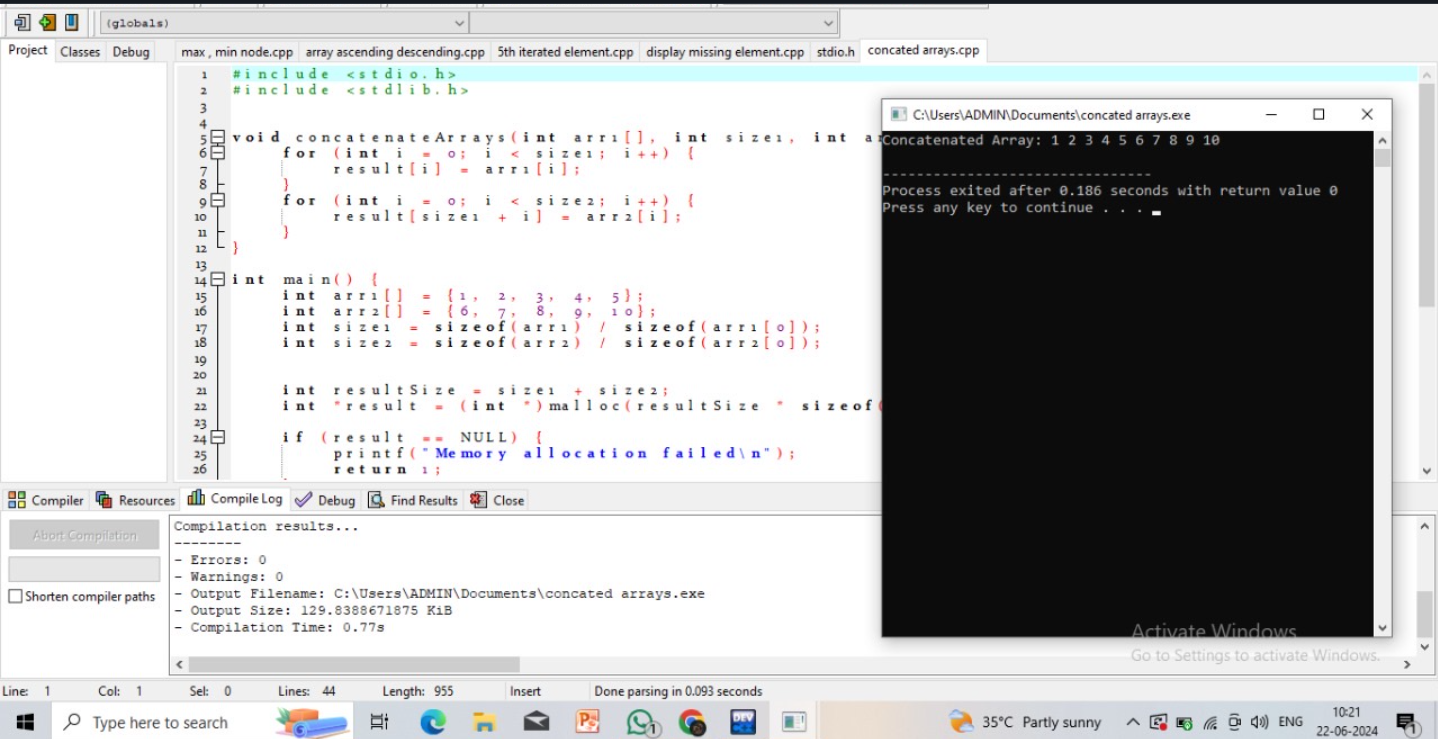 (globals)
Project Classes Debug
max , min node.cpp array ascending descending.cpp 5th iterated element.cpp display missing element.cpp stdio.h concated arrays.cpp
1 #include <stdio.h>
2 #include <stdlib.h>
3
4
5 void concatenateArrays(int arr1[], int size1, int ar
6 for (int i = 0; i < size1; i++) {
7 result[i] = arr1[i];
8 }
9 for (int i = 0; i < size2; i++) {
10 result[size1 + i] = arr2[i];
11 }
12 }
13
14 int main() {
15 int arr1[] = {1, 2, 3, 4, 5};
16 int arr2[] = {6, 7, 8, 9, 10};
17 int size1 = sizeof(arr1) / sizeof(arr1[0]);
18 int size2 = sizeof(arr2) / sizeof(arr2[0]);
19
20
21 int resultSize = size1 + size2;
22 int *result = (int *)malloc(resultSize * sizeof(
23
24 if (result == NULL) {
25 printf("Memory allocation failed\n");
26 return 1;
C:\Users\ADMIN\Documents\concated arrays.exe
Concatenated Array: 1 2 3 4 5 6 7 8 9 10
--------------------------------
Process exited after 0.186 seconds with return value 0
Press any key to continue . . .
Compiler Resources Compile Log Debug Find Results Close
Abort Compilation
Shorten compiler paths
Compilation results...
--------
- Errors: 0
- Warnings: 0
- Output Filename: C:\Users\ADMIN\Documents\concated arrays.exe
- Output Size: 129.8388671875 KiB
- Compilation Time: 0.77s
Activate Windows
Go to Settings to activate Windows.
Line: 1 Col: 1 Sel: 0 Lines: 44 Length: 955 Insert Done parsing in 0.093 seconds
Type here to search
DEV
1
35°C Partly sunny
ENG
10:21
22-06-2024
1